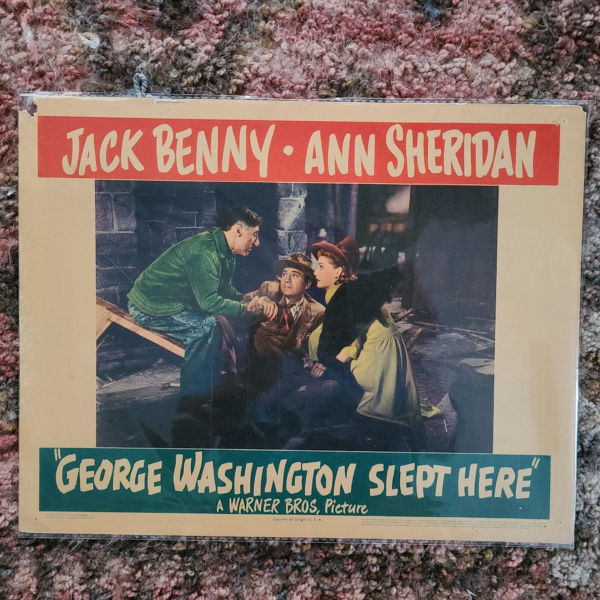 JACK BENNY · ANN SHERIDAN
"GEORGE WASHINGTON SLEPT HERE"
A WARNER BROS. Picture
Country of Origin U.S.A.